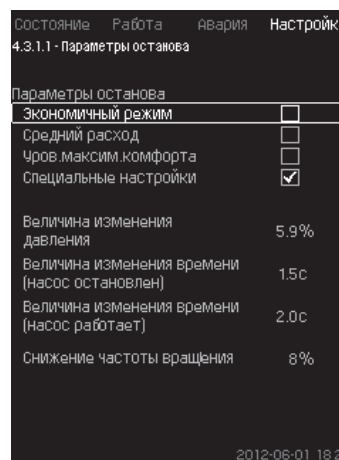 Состояние Работа Авария Настройк
4.3.1.1 - Параметры останова
Параметры останова
Экономичный режим
Средний расход
Уров.максим.комфорта
Специальные настройки
Величина изменения
давления 5.9%
Величина изменения времени
(насос остановлен) 1.5с
Величина изменения времени
(насос работает) 2.0с
Снижение частоты вращения 8%
2012-06-01 18:2